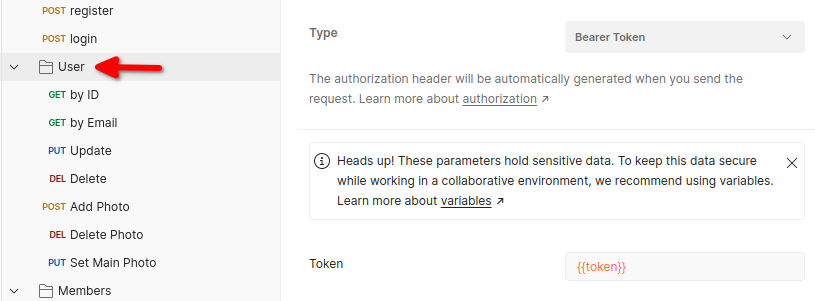 POST register
POST login
User
GET by ID
GET by Email
PUT Update
DEL Delete
POST Add Photo
DEL Delete Photo
PUT Set Main Photo
Members
Type
Bearer Token
The authorization header will be automatically generated when you send the
request. Learn more about authorization ↗
Heads up! These parameters hold sensitive data. To keep this data secure
while working in a collaborative environment, we recommend using variables.
Learn more about variables ↗
Token
{{token}}